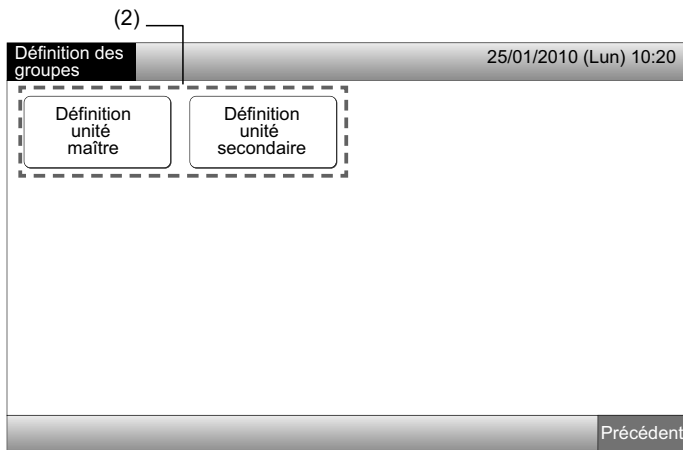 (2)
Définition des
groupes
25/01/2010 (Lun) 10:20
Définition
unité
maître
Définition
unité
secondaire
Précédent